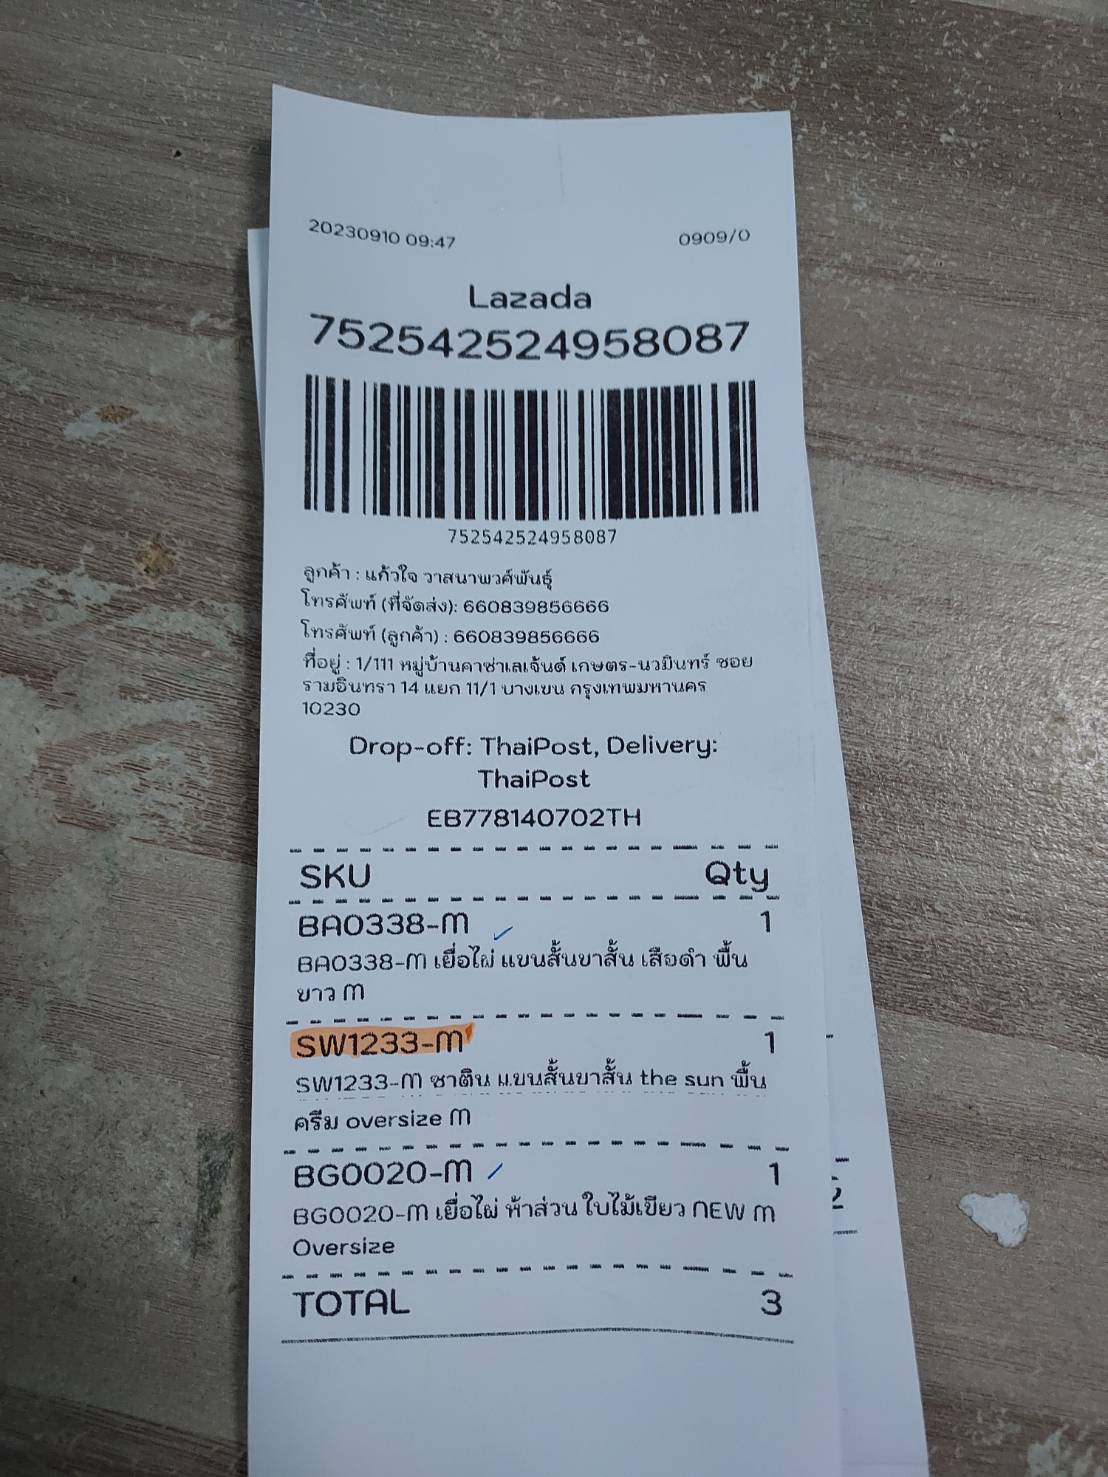 20230910 09:47 0909/0
Lazada
752542524958087
752542524958087
ลูกค้า : แก้วใจ วาสนาพงศ์พันธุ์
โทรศัพท์ (ที่จัดส่ง): 660839856666
โทรศัพท์ (ลูกค้า) : 660839856666
ที่อยู่ : 1/111 หมู่บ้านคาซ่าเลเจ้นด์ เกษตร-นวมินทร์ ซอย
รามอินทรา 14 แยก 11/1 บางเขน กรุงเทพมหานคร
10230
Drop-off: ThaiPost, Delivery:
ThaiPost
EB778140702TH
SKU Qty
BA0338-M 1
BA0338-M เยื่อไผ่ แขนสั้นขาสั้น เสือดำ พื้น
ขาว M
SW1233-M 1
SW1233-M ซาติน แขนสั้นขาสั้น the sun พื้น
ครีม oversize M
BG0020-M 1
BG0020-M เยื่อไผ่ ห้าส่วน ใบไม้เขียว NEW M
Oversize
TOTAL 3
2